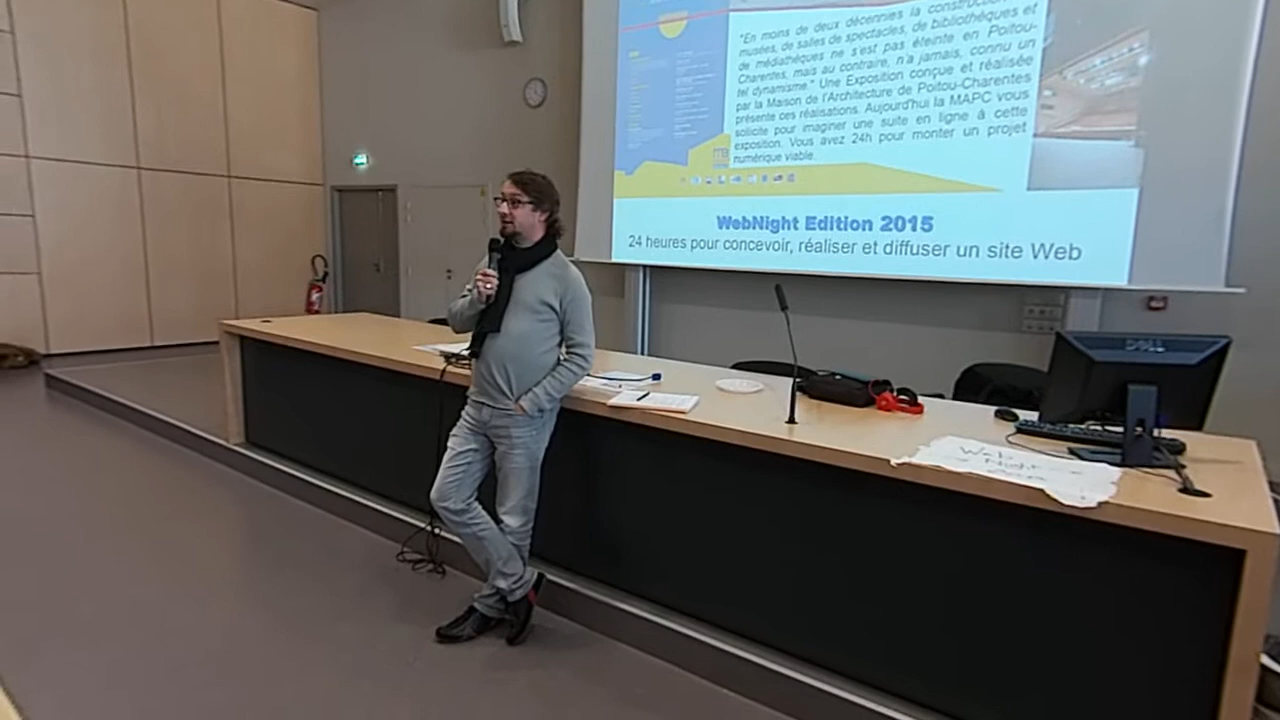 "En moins de deux décennies la construction
musées, de salles de spectacles, de bibliothèques et
de médiathèques ne s'est pas éteinte en Poitou-
Charentes, mais au contraire, n'a jamais, connu un
tel dynamisme." Une Exposition conçue et réalisée
par la Maison de l'Architecture de Poitou-Charentes
présente ces réalisations. Aujourd'hui la MAPC vous
sollicite pour imaginer une suite en ligne à cette
exposition. Vous avez 24h pour monter un projet
numérique viable.
WebNight Edition 2015
24 heures pour concevoir, réaliser et diffuser un site Web
DELL
Web
Night